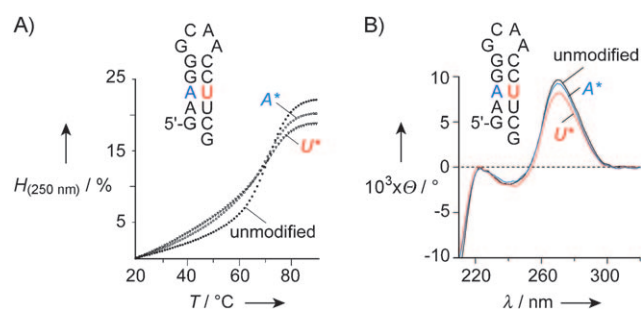 A)
B)
C A
G A
G C
G C
A U
A U
5'-G C
G
25
15
5
H(250 nm) / %
A*
U*
unmodified
20 40 60 80
T / °C
C A
G A
G C
G C
A U
A U
5'-G C
G
unmodified
A*
U*
10
5
0
-5
-10
10³xΘ / °
220 260 300
λ / nm